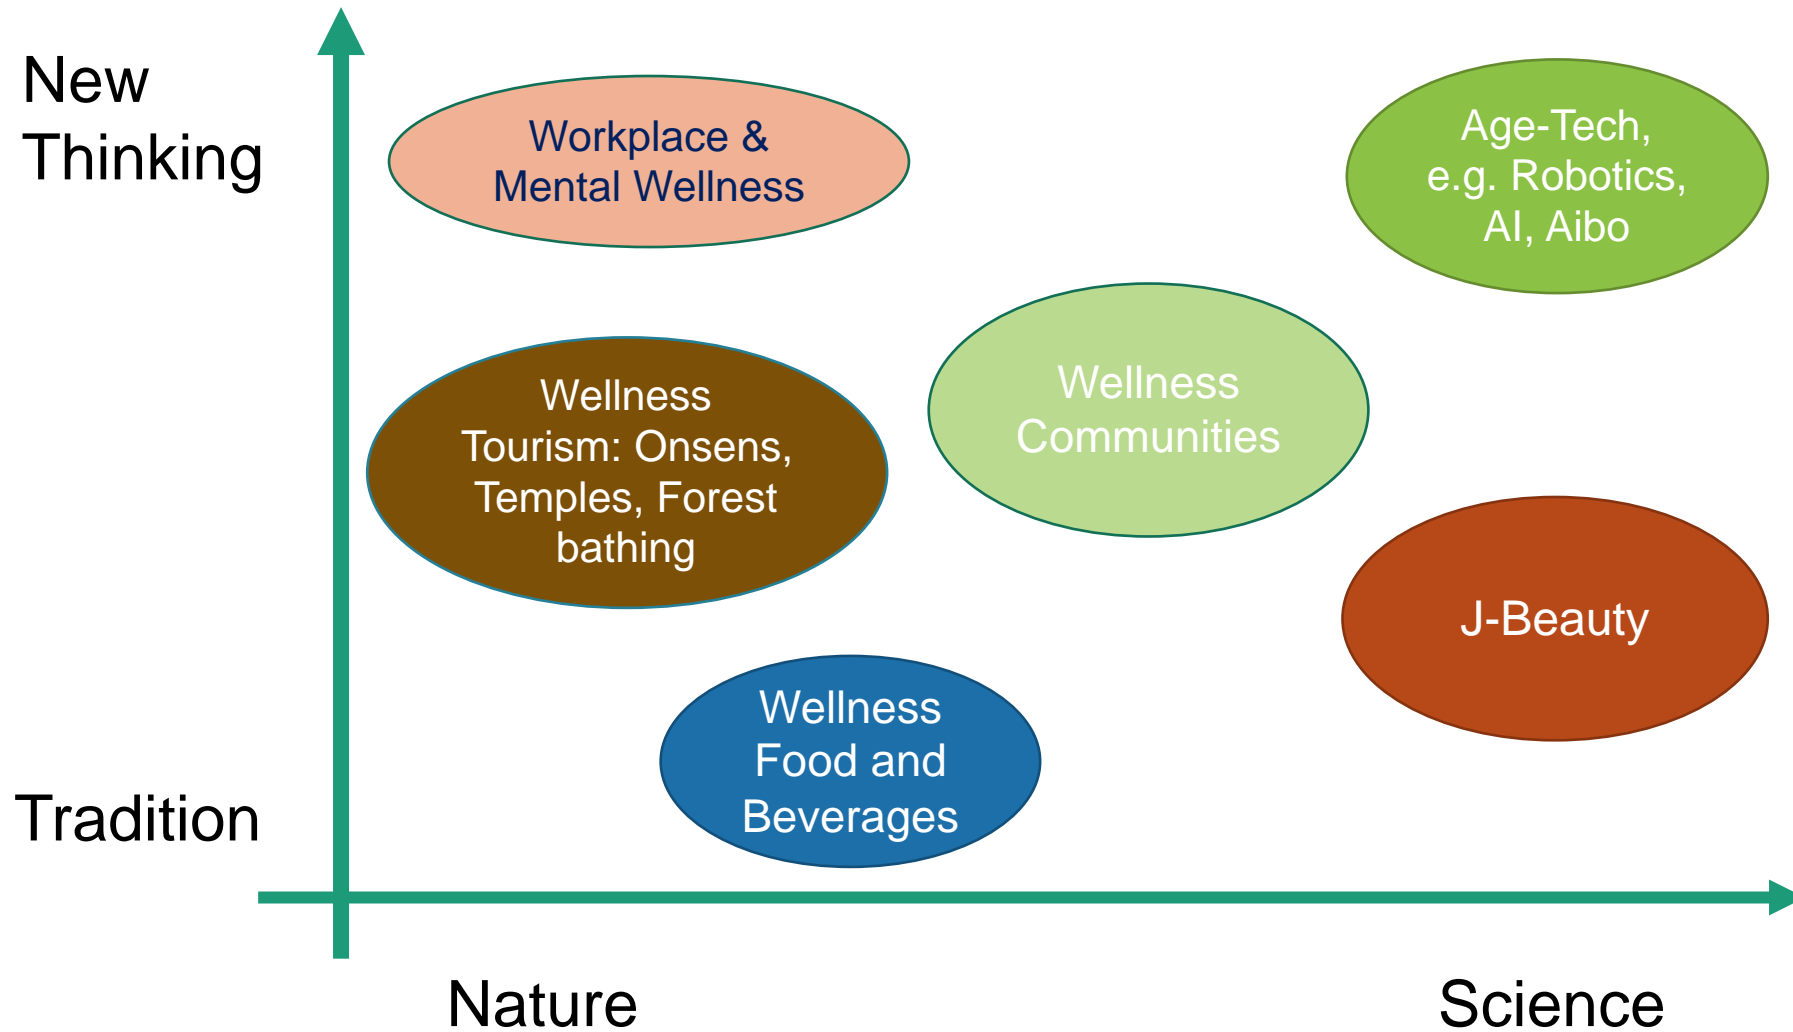 New
Thinking
Workplace &
Mental Wellness
Age-Tech,
e.g. Robotics,
AI, Aibo
Wellness
Tourism: Onsens,
Temples, Forest
bathing
Wellness
Communities
J-Beauty
Wellness
Food and
Beverages
Tradition
Nature
Science